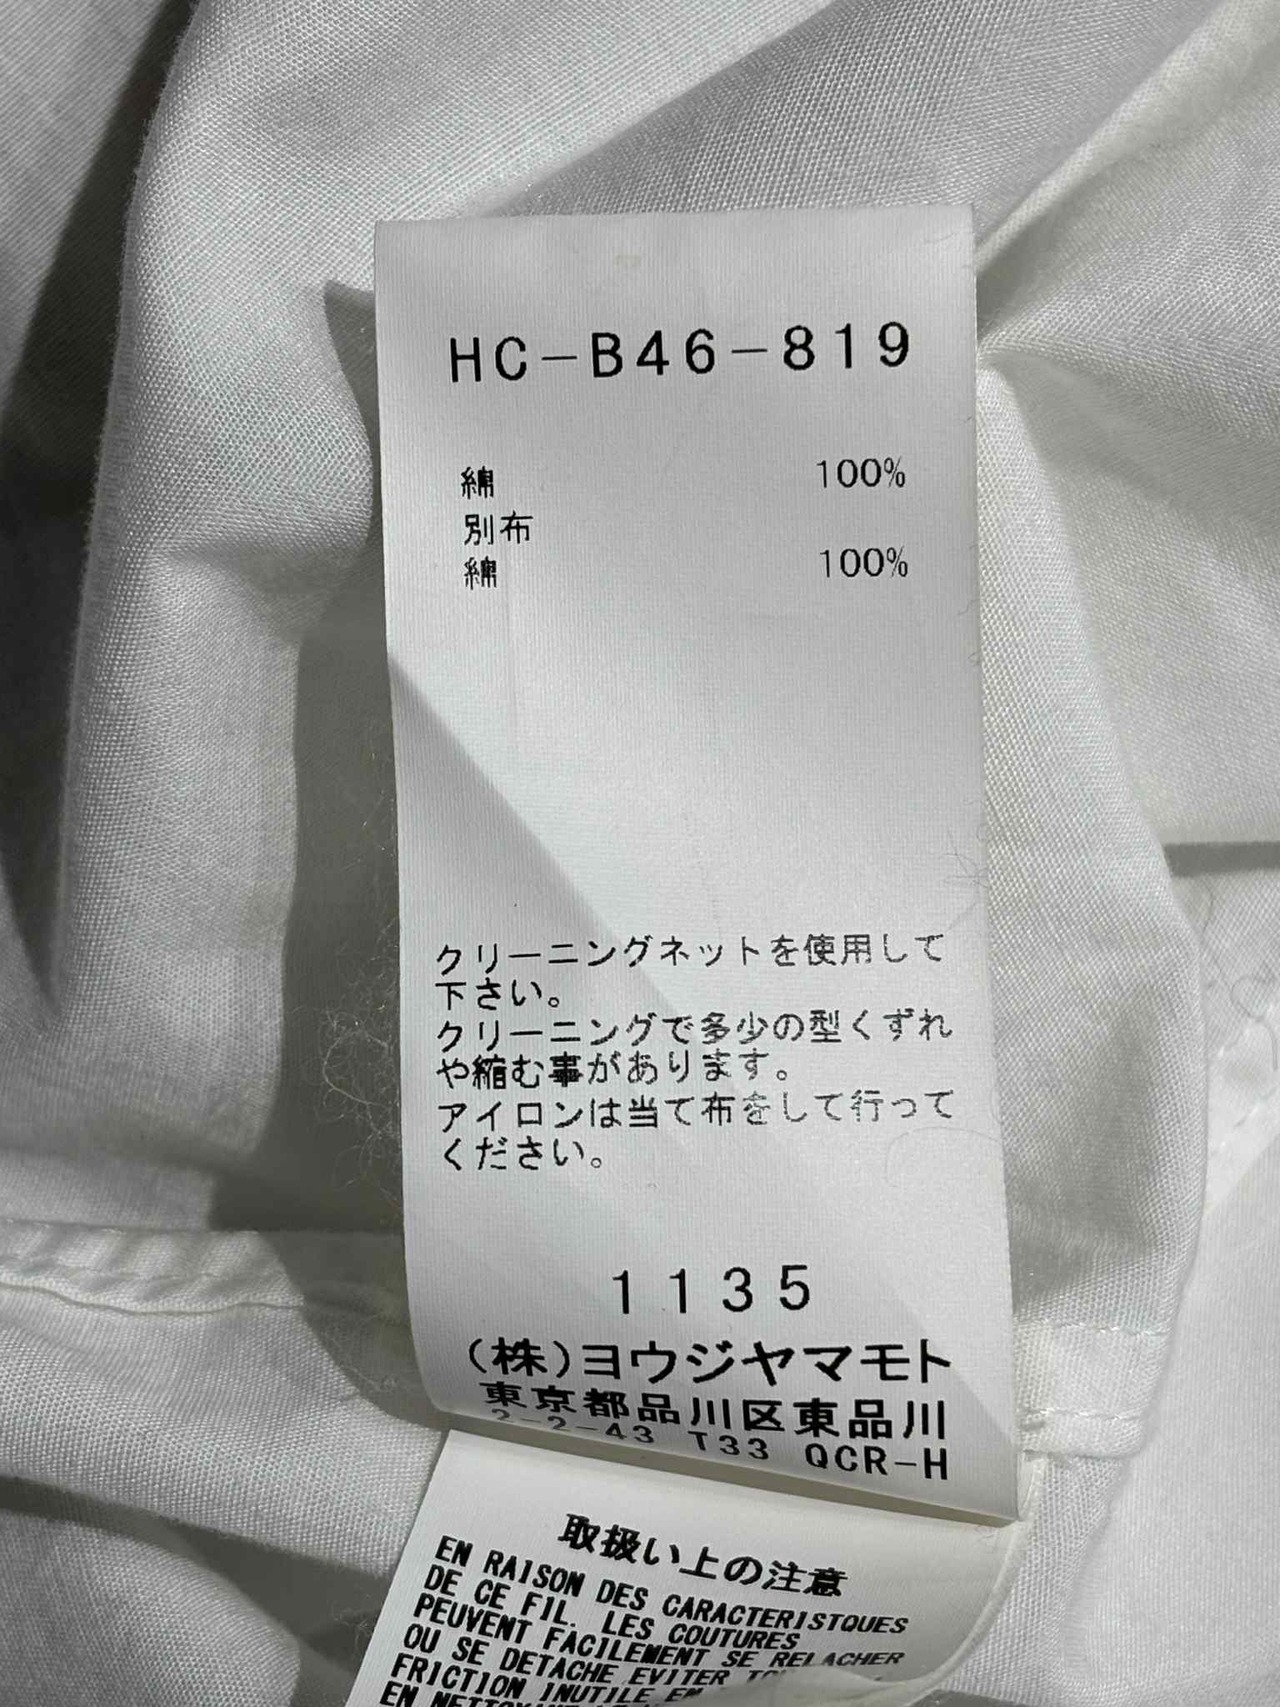 HC-B46-819
綿 100%
別布
綿 100%
クリーニングネットを使用して
下さい。
クリーニングで多少の型くずれ
や縮む事があります。
アイロンは当て布をして行って
ください。
1135
(株)ヨウジヤマモト
東京都品川区東品川
2-2-43 T33 QCR-H
取扱い上の注意
EN RAISON DES CARACTERISTQUES
DE CE FIL. LES COUTURES
PEUVENT FACILEMENT SE RELACHER
OU SE DETACHE EVITER
FRICTION INUTILE EN